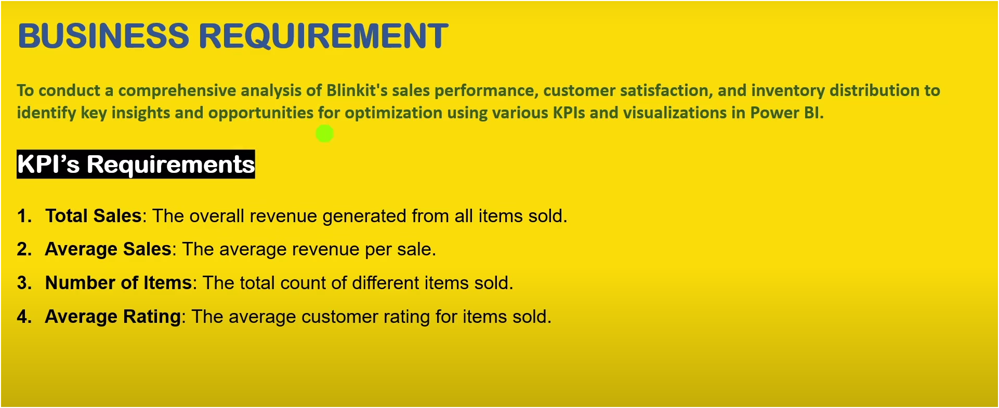 BUSINESS REQUIREMENT
To conduct a comprehensive analysis of Blinkit's sales performance, customer satisfaction, and inventory distribution to
identify key insights and opportunities for optimization using various KPIs and visualizations in Power BI.
KPI’s Requirements
1. Total Sales: The overall revenue generated from all items sold.
2. Average Sales: The average revenue per sale.
3. Number of Items: The total count of different items sold.
4. Average Rating: The average customer rating for items sold.